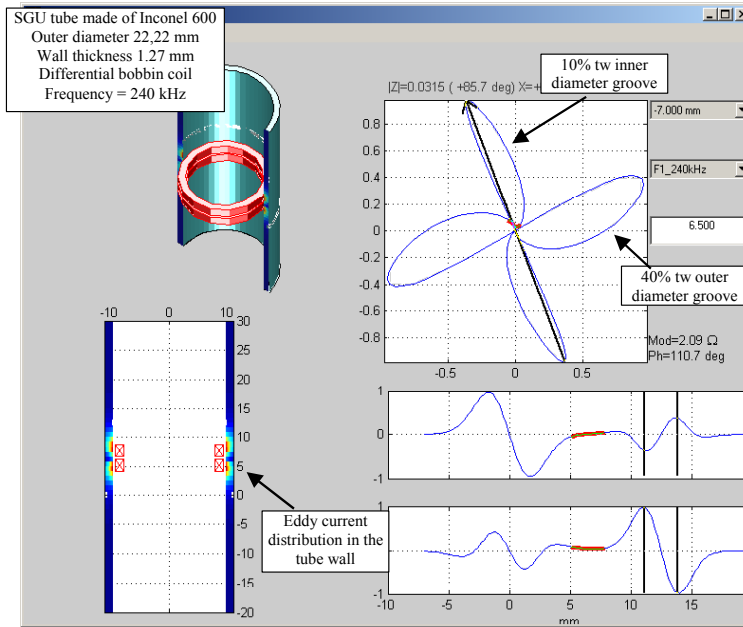 SGU tube made of Inconel 600
Outer diameter 22,22 mm
Wall thickness 1.27 mm
Differential bobbin coil
Frequency = 240 kHz
10% tw inner
diameter groove
|Z|=0.0315 ( +85.7 deg) X=+
-7.000 mm
F1_240kHz
6.500
0.8
0.6
0.4
0.2
0
-0.2
-0.4
-0.6
-0.8
-0.5
0
0.5
40% tw outer
diameter groove
Mod=2.09 Ω
Ph=110.7 deg
-10
0
10
30
25
20
15
10
5
0
-5
-10
-15
-20
Eddy current
distribution in the
tube wall
1
0
-1
1
0
-1
-10
-5
0
5
10
15
mm